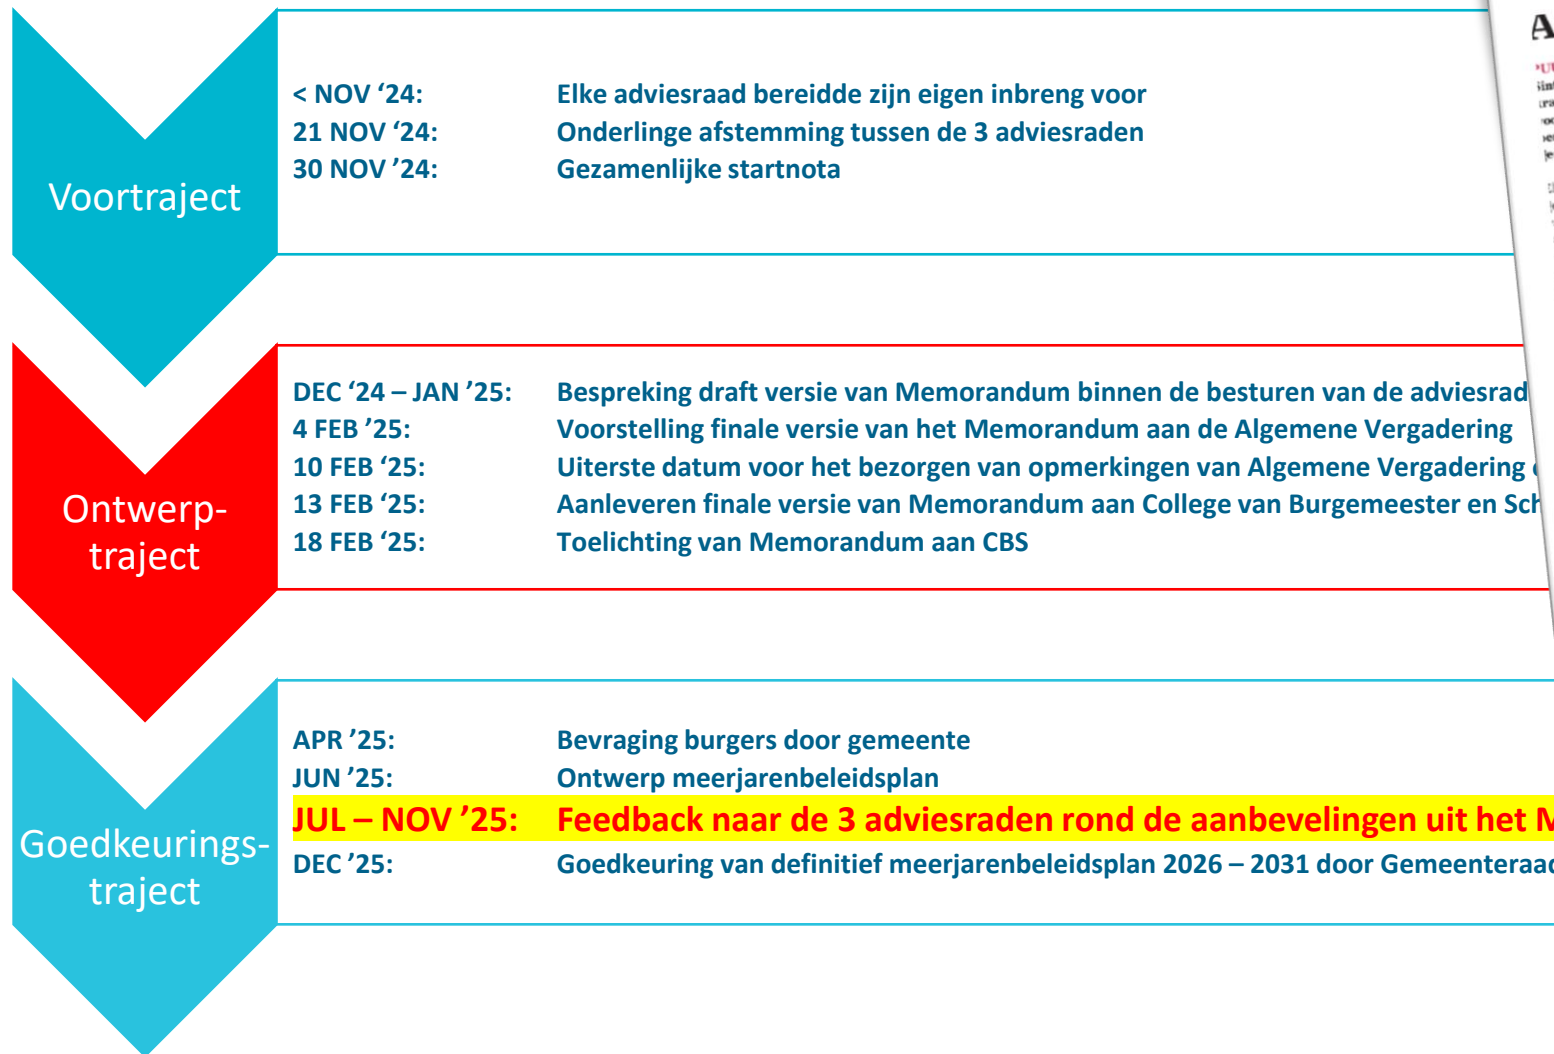 Voortraject
< NOV ‘24: Elke adviesraad bereidde zijn eigen inbreng voor
21 NOV ‘24: Onderlinge afstemming tussen de 3 adviesraden
30 NOV ’24: Gezamenlijke startnota
Ontwerp-
traject
DEC ‘24 – JAN ’25: Bespreking draft versie van Memorandum binnen de besturen van de
4 FEB ’25: Voorstelling finale versie van het Memorandum aan de Algemene Vergadering
10 FEB ‘25: Uiterste datum voor het bezorgen van opmerkingen van Algemene Vergadering
13 FEB ‘25: Aanleveren finale versie van Memorandum aan College van Burgemeester en
18 FEB ‘25: Toelichting van Memorandum aan CBS
Goedkeurings-
traject
APR ’25: Bevraging burgers door gemeente
JUN ’25: Ontwerp meerjarenbeleidsplan
JUL – NOV ’25: Feedback naar de 3 adviesraden rond de aanbevelingen uit het
DEC ’25: Goedkeuring van definitief meerjarenbeleidsplan 2026 – 2031 door